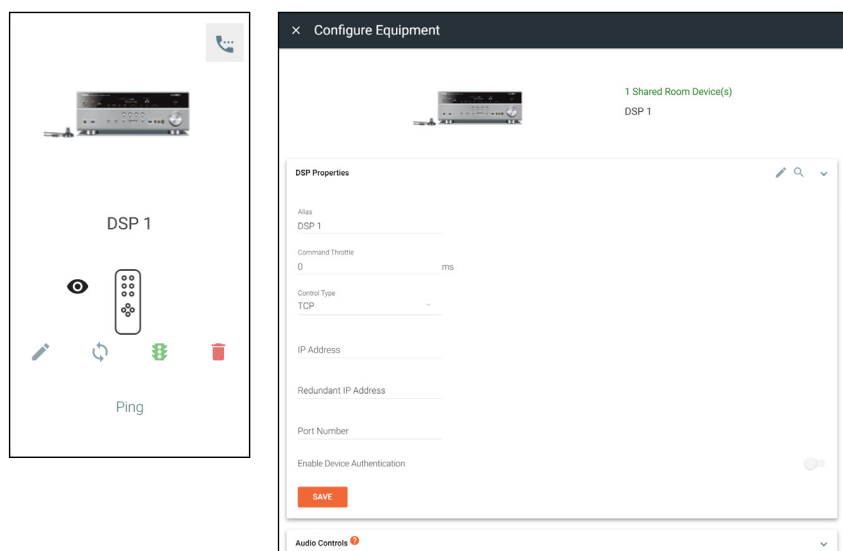 DSP 1
Ping
× Configure Equipment
1 Shared Room Device(s)
DSP 1
DSP Properties
Alias
DSP 1
Command Throttle
0 ms
Control Type
TCP
IP Address
Redundant IP Address
Port Number
Enable Device Authentication
SAVE
Audio Controls ?